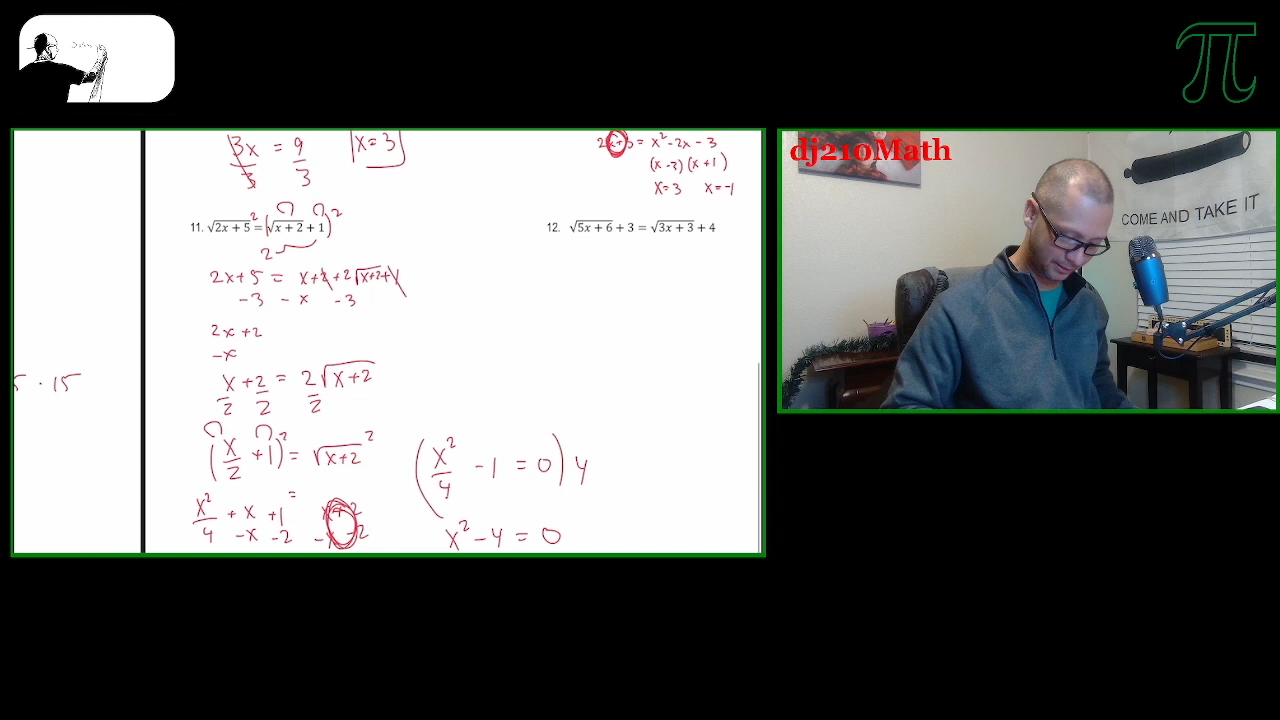 dj210Math
COME AND TAKE IT
π
3x/3 = 9/3
x = 3
= x² - 2x - 3
(x - 3) (x + 1)
x = 3 x = -1
11. √2x + 5² = (√x + 2 + 1)²
2
2x + 5 = x + 2 + 2√x+2 + 1
-3 - x -3
2x + 2
-x
x/2 + 2/2 = 2√x+2/2
(x/2 + 1)² = √x+2²
x²/4 + x + 1 = x + 2
-x -2 -x -2
(x²/4 - 1 = 0) 4
x² - 4 = 0
12. √5x + 6 + 3 = √3x + 3 + 4
5 · 15